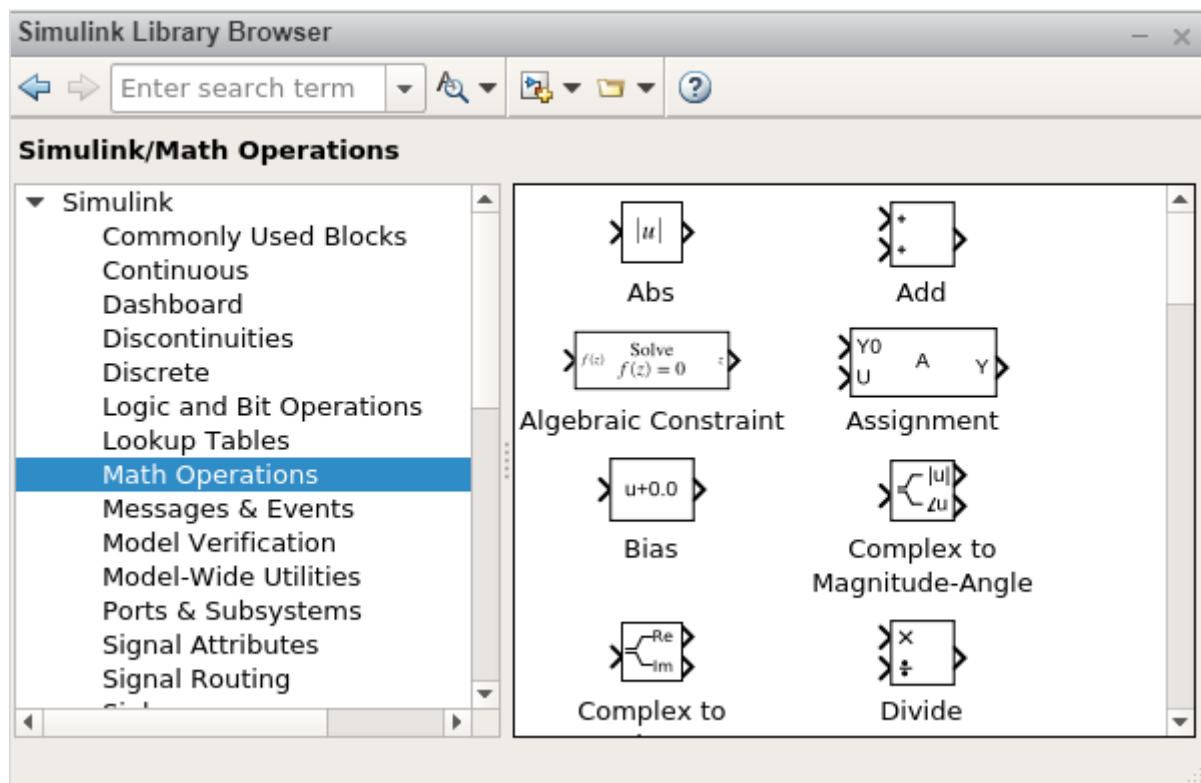 Simulink Library Browser
Enter search term
Simulink/Math Operations
Simulink
Commonly Used Blocks
Continuous
Dashboard
Discontinuities
Discrete
Logic and Bit Operations
Lookup Tables
Math Operations
Messages & Events
Model Verification
Model-Wide Utilities
Ports & Subsystems
Signal Attributes
Signal Routing
|u|
Abs
+
+
Add
f(z) Solve z
f(z) = 0
Algebraic Constraint
Y0 A Y
U
Assignment
u+0.0
Bias
|u|
∠u
Complex to
Magnitude-Angle
Re
Im
Complex to
×
÷
Divide